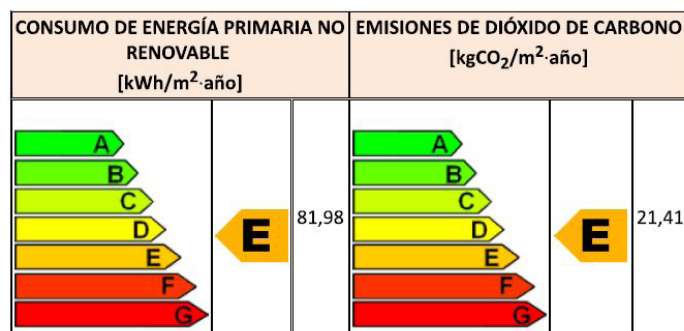 CONSUMO DE ENERGÍA PRIMARIA NO
RENOVABLE
[kWh/m²·año]
EMISIONES DE DIÓXIDO DE CARBONO
[kgCO₂/m²·año]
A
B
C
D
E
F
G
E
81,98
A
B
C
D
E
F
G
E
21,41